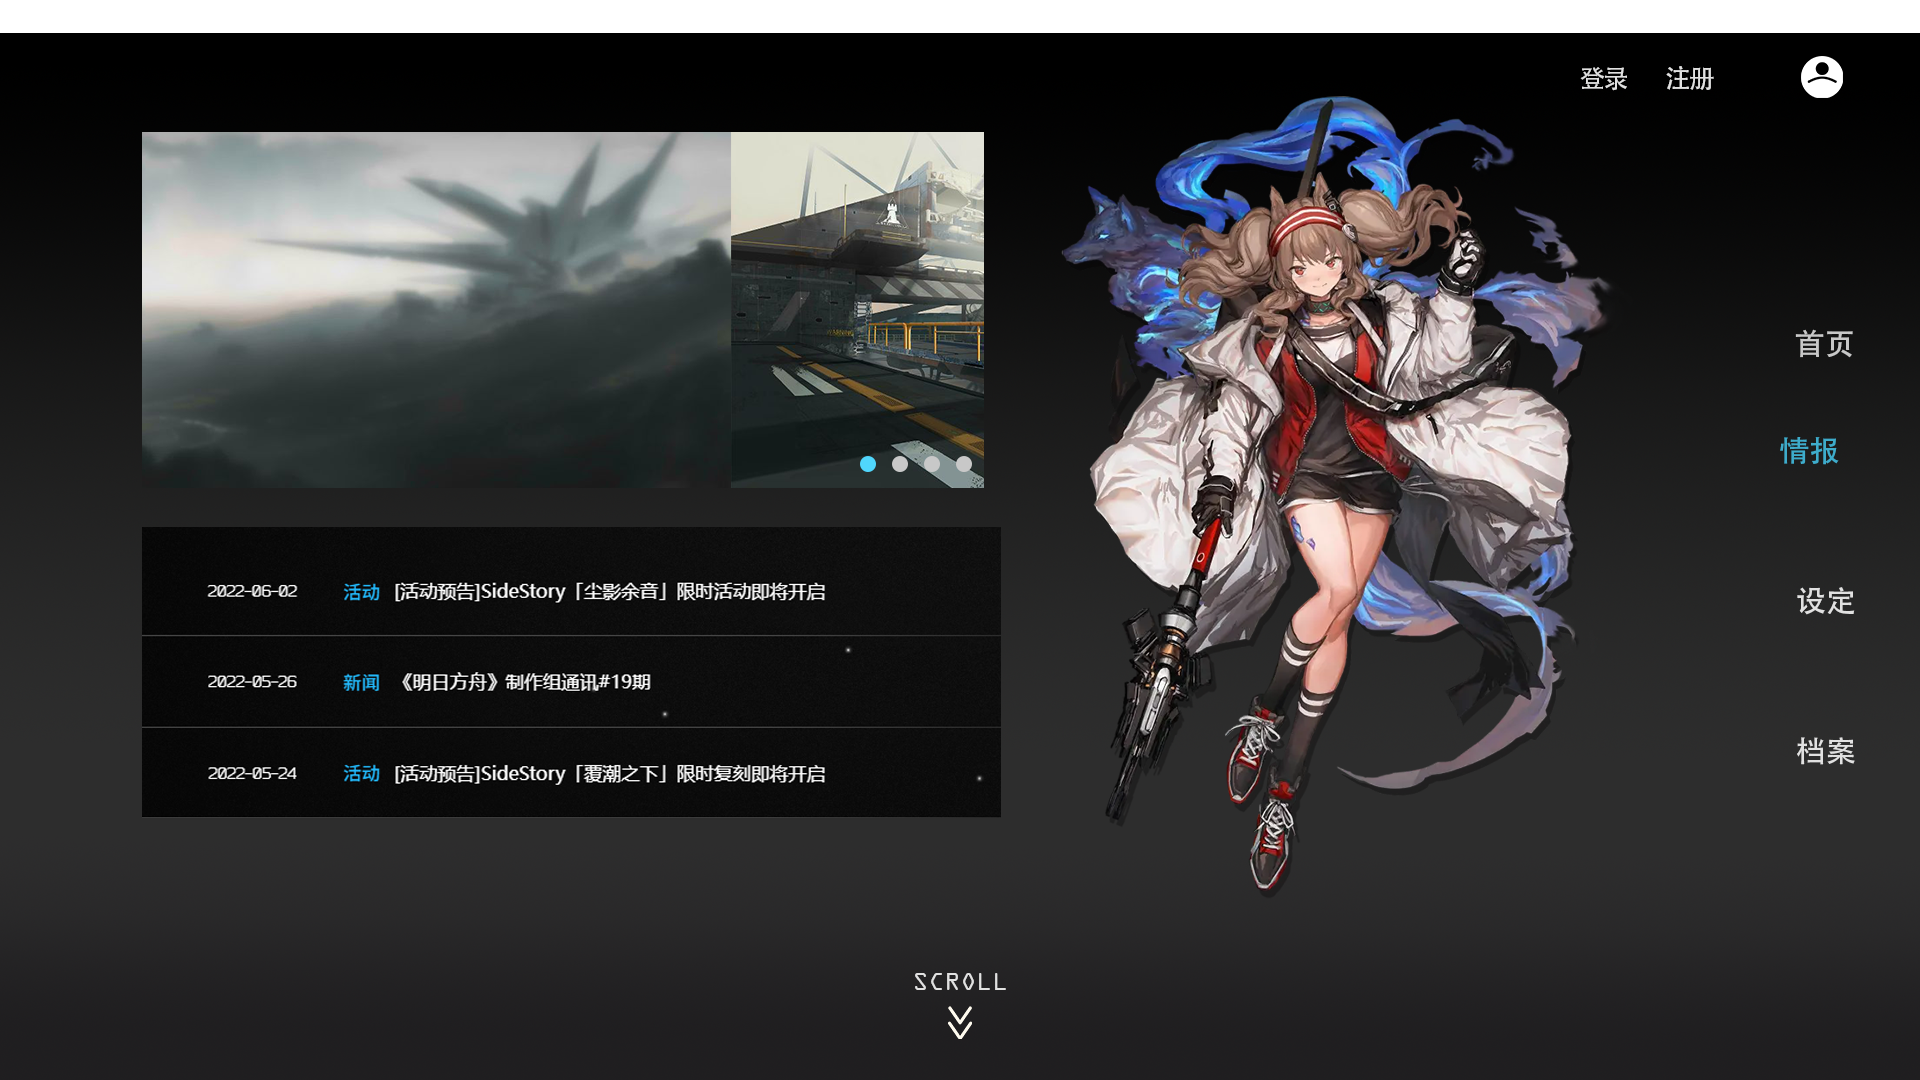 登录 注册
首页
情报
设定
档案
2022-06-02 活动 [活动预告]SideStory「尘影余音」限时活动即将开启
2022-05-26 新闻 《明日方舟》制作组通讯#19期
2022-05-24 活动 [活动预告]SideStory「覆潮之下」限时复刻即将开启
SCROLL